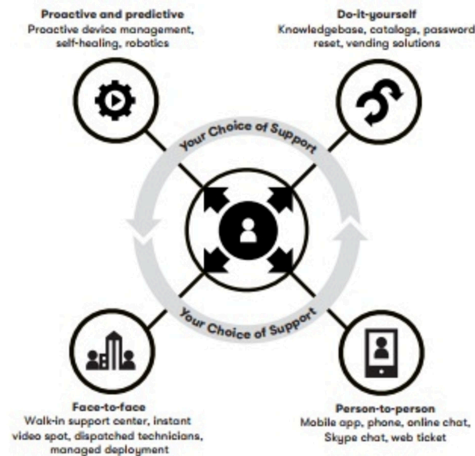 Proactive and predictive
Proactive device management,
self-healing, robotics
Do-it-yourself
Knowledgebase, catalogs, password
reset, vending solutions
Your Choice of Support
Your Choice of Support
Face-to-face
Walk-in support center, instant
video spot, dispatched technicians,
managed deployment
Person-to-person
Mobile app, phone, online chat,
Skype chat, web ticket